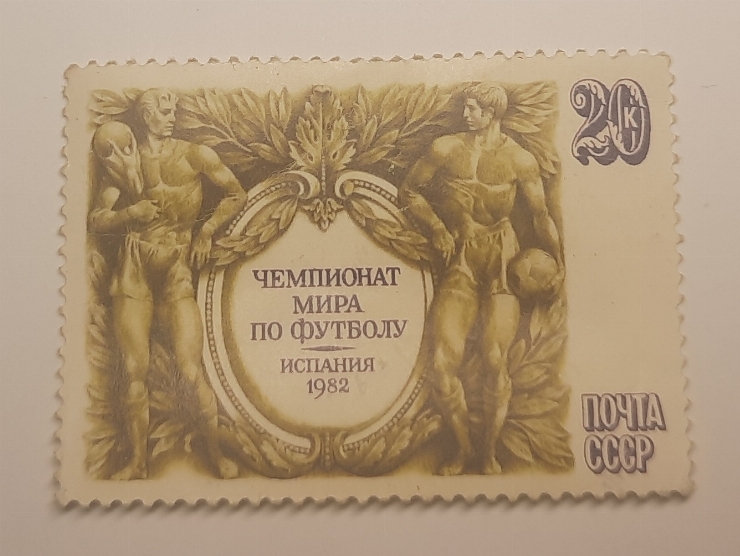 20 К
ЧЕМПИОНАТ
МИРА
ПО ФУТБОЛУ
ИСПАНИЯ
1982
ПОЧТА
СССР